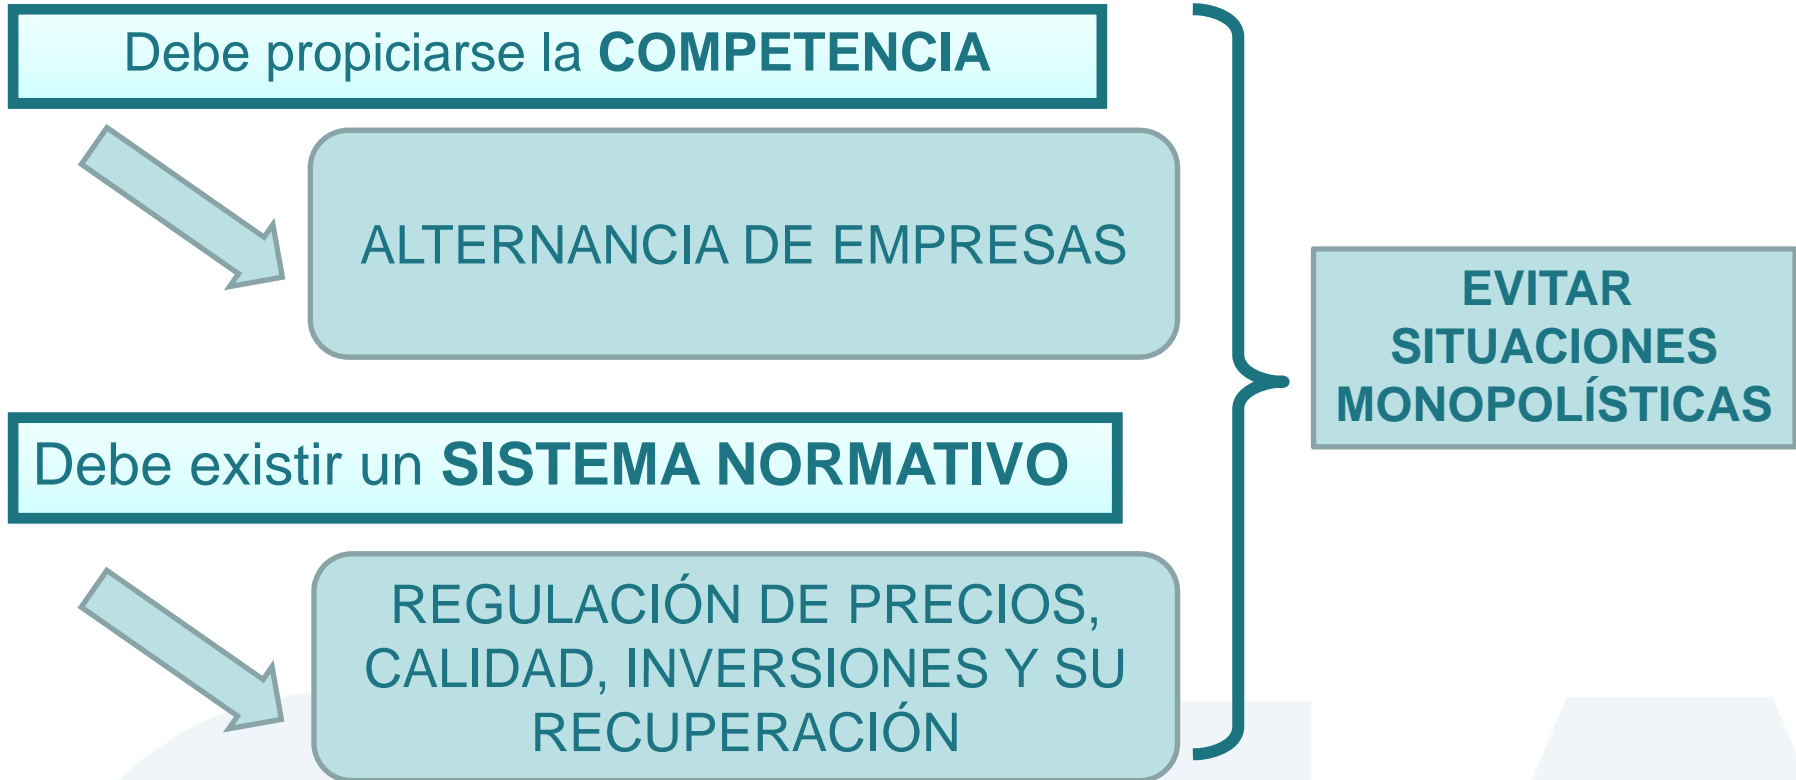 Debe propiciarse la COMPETENCIA
ALTERNANCIA DE EMPRESAS
Debe existir un SISTEMA NORMATIVO
REGULACIÓN DE PRECIOS,
CALIDAD, INVERSIONES Y SU
RECUPERACIÓN
EVITAR
SITUACIONES
MONOPOLÍSTICAS